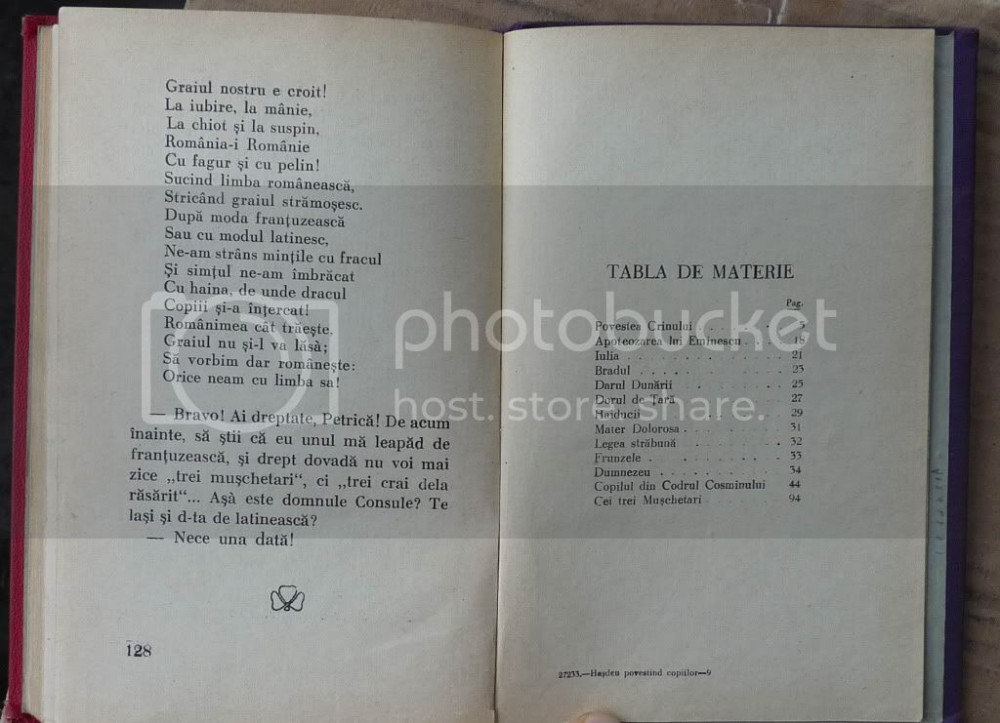 Graiul nostru e croit!
La iubire, la mânie,
La chiot și la suspin,
România-i Românie
Cu fagur și cu pelin!
Sucind limba românească,
Stricând graiul strămoșesc.
După moda franțuzească
Sau cu modul latinesc,
Ne-am strâns mințile cu fracul
Și simțul ne-am îmbrăcat
Cu haina, de unde dracul
Copiii și-a înțercat!
Românimea cât trăește,
Graiul nu și-l va lăsà;
Să vorbim dar românește:
Orice neam cu limba sa!
— Bravo! Ai dreptate, Petrică! De acum
înainte, să știi că eu unul mă leapăd de
franțuzească, și drept dovadă nu voi mai
zice „trei mușchetari“, ci „trei crai dela
răsărit“... Așà este domnule Consule? Te
lași și d-ta de latinească?
— Nece una dată!
128
TABLA DE MATERIE
Pag.
Povestea Crinului . . . . . . 5
Apoteozarea lui Eminescu . . . . 18
Iulia . . . . . . . . . . . 21
Bradul . . . . . . . . . . 23
Darul Dunării . . . . . . . 25
Dorul de Țară . . . . . . . 27
Haiducii . . . . . . . . . 29
Mater Dolorosa . . . . . . . 31
Legea străbună . . . . . . . 32
Frunzele . . . . . . . . . 33
Dumnezeu . . . . . . . . . 34
Copilul din Codrul Cosminului 44
Cei trei Mușchetari . . . . . 94
27233.—Hașdeu povestind copiilor—9
photobucket
host. store. share.